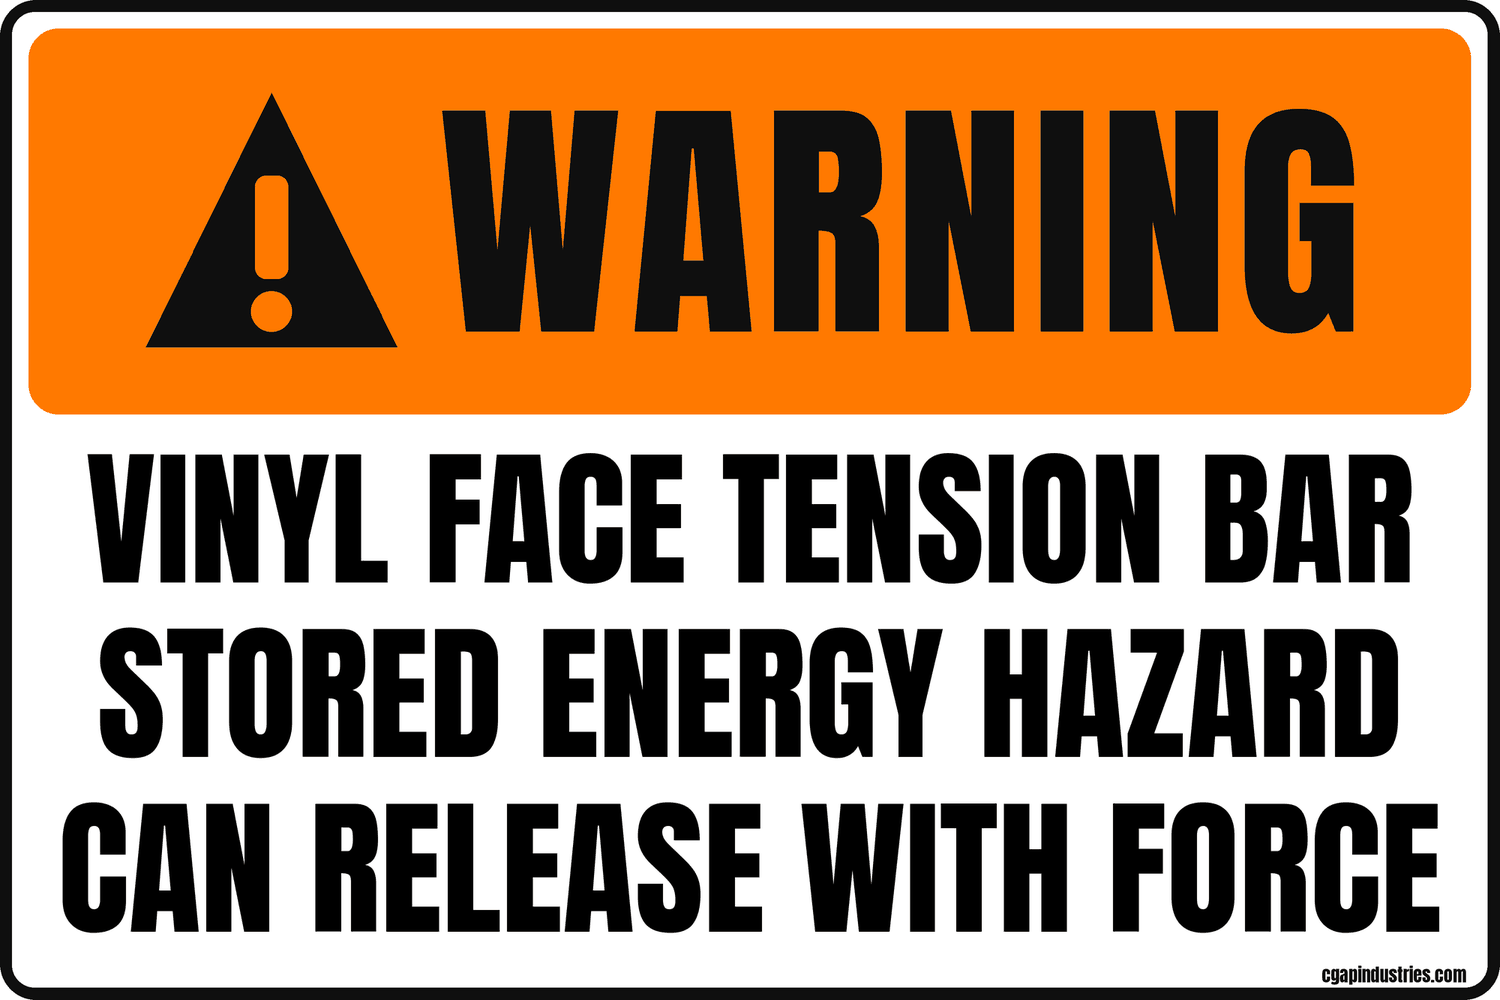 WARNING
VINYL FACE TENSION BAR
STORED ENERGY HAZARD
CAN RELEASE WITH FORCE
cgapindustries.com